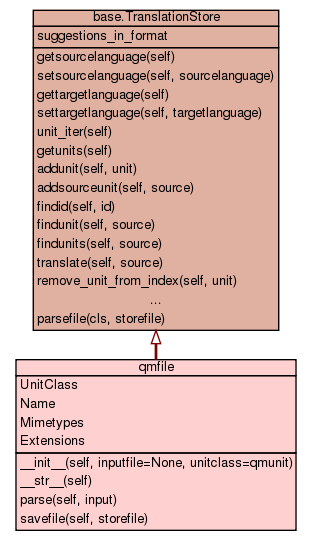 base.TranslationStore
suggestions_in_format
getsourcelanguage(self)
setsourcelanguage(self, sourcelanguage)
gettargetlanguage(self)
settargetlanguage(self, targetlanguage)
unit_iter(self)
getunits(self)
addunit(self, unit)
addsourceunit(self, source)
findid(self, id)
findunit(self, source)
findunits(self, source)
translate(self, source)
remove_unit_from_index(self, unit)
...
parsefile(cls, storefile)
qmfile
UnitClass
Name
Mimetypes
Extensions
__init__(self, inputfile=None, unitclass=qmunit)
__str__(self)
parse(self, input)
savefile(self, storefile)